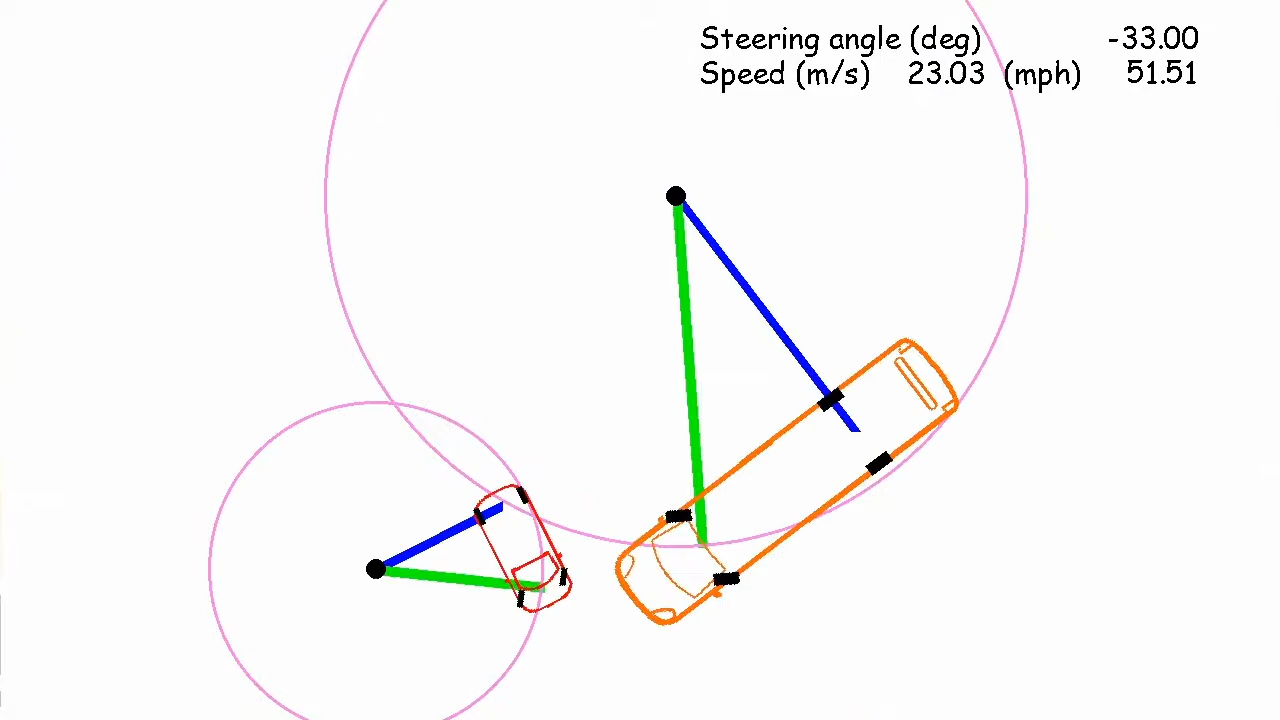 Steering angle (deg) -33.00
Speed (m/s) 23.03 (mph) 51.51